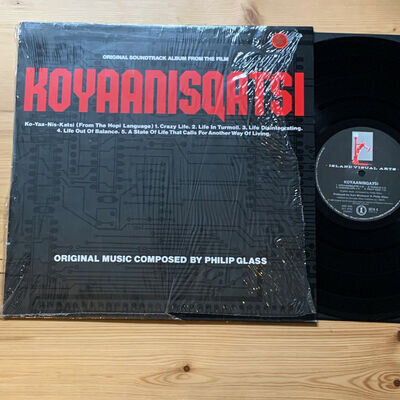 ORIGINAL SOUNDTRACK ALBUM FROM THE FILM
KOYAANISQATSI
Ko-Yaa-Nis-Katsi (From The Hopi Language) 1. Crazy Life. 2. Life In Turmoil. 3. Life Disintegrating.
4. Life Out Of Balance. 5. A State Of Life That Calls For Another Way Of Living.
ORIGINAL MUSIC COMPOSED BY PHILIP GLASS
ISLAND VISUAL ARTS
KOYAANISQATSI